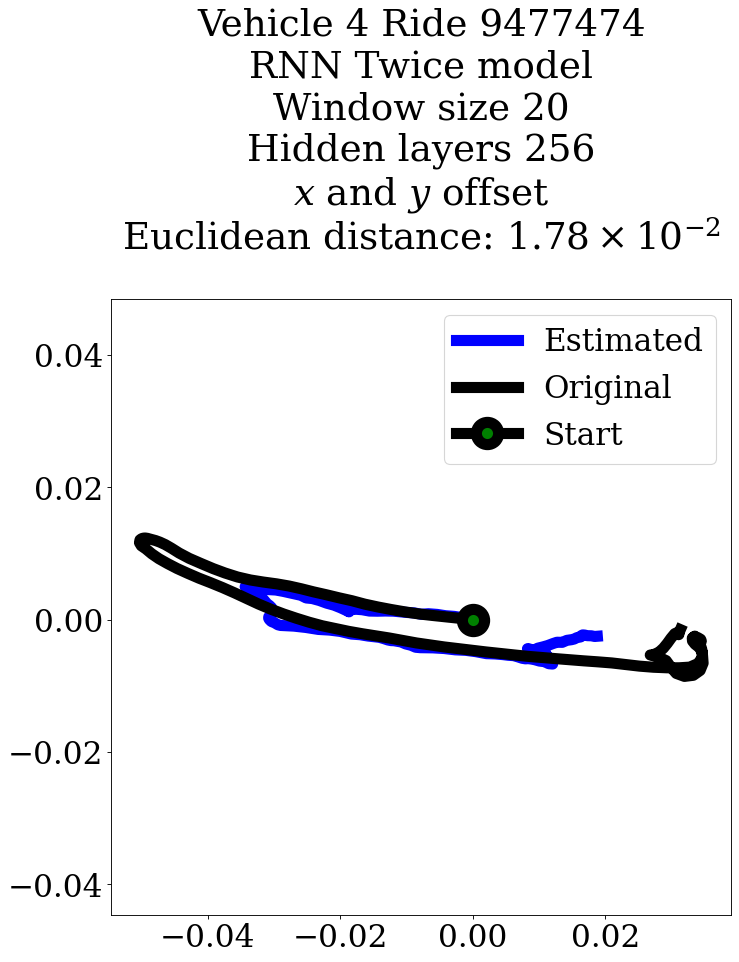 Vehicle 4 Ride 9477474
RNN Twice model
Window size 20
Hidden layers 256
x and y offset
Euclidean distance: 1.78 × 10⁻²
Estimated
Original
Start
0.04
0.02
0.00
−0.02
−0.04
−0.04 −0.02 0.00 0.02